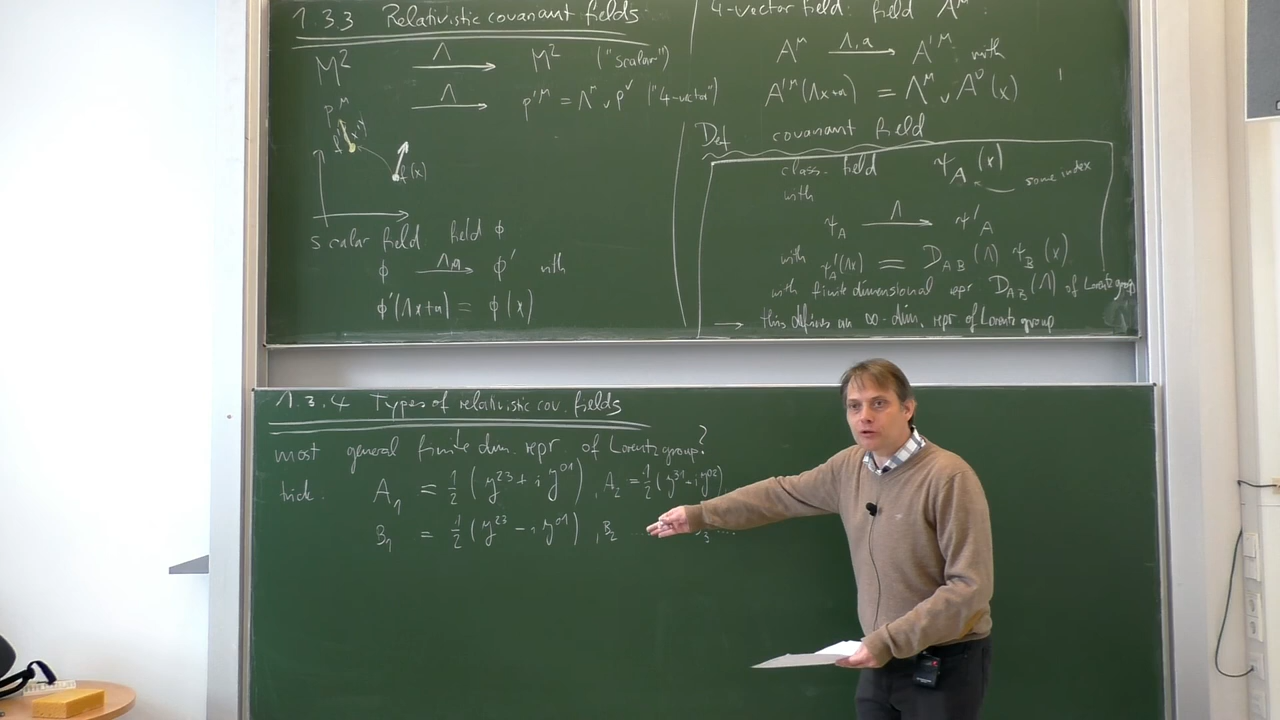 1.3.3 Relativistic covariant fields
M² —Λ→ M² ("scalar")
p^μ —Λ→ p'^μ = Λ^μ_ν p^ν ("4-vector")
f'(x')
f(x)
scalar field field ϕ
ϕ —Λ,a→ ϕ' with
ϕ'(Λx+a) = ϕ(x)
4-vector field: field A^μ:
A^μ —Λ,a→ A'^μ with
A'^μ(Λx+a) = Λ^μ_ν A^ν(x)
Def covariant field
class. field ψ_A(x) some index
with
ψ_A —Λ→ ψ'_A
with ψ'_A(Λx) = D_AB(Λ) ψ_B(x)
with finite dimensional repr D_AB(Λ) of Lorentz group
→ this defines an ∞-dim. repr of Lorentz group
1.3.4 Types of relativistic cov. fields
most general finite dim. repr. of Lorentz group?
trick. A_1 = 1/2 (J^23 + i J^01), A_2 = 1/2 (J^31 + i J^02)
B_1 = 1/2 (J^23 − i J^01), B_2 ....